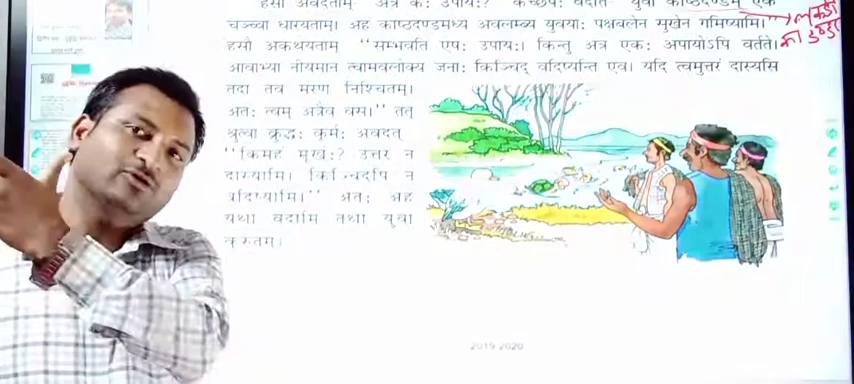 हंसौ अवदताम्- अत्र कः उपायः? कच्छपः वदति- युवां काष्ठदण्डम् एकं
चञ्च्वा धारयताम्। अहं काष्ठदण्डमध्ये अवलम्ब्य युवयोः पक्षबलेन सुखेन गमिष्यामि।
हंसौ अकथयताम् "सम्भवति एषः उपायः। किन्तु अत्र एकः अपायोऽपि वर्तते।
आवाभ्यां नीयमानं त्वामवलोक्य जनाः किञ्चिद् वदिष्यन्ति एव। यदि त्वमुत्तरं दास्यसि
तदा तव मरणं निश्चितम्।
अतः त्वम् अत्रैव वस।" तत्
श्रुत्वा क्रुद्धः कूर्मः अवदत्
"किमहं मूर्खः? उत्तरं न
दास्यामि। किञ्चिदपि न
वदिष्यामि।" अतः अहं
यथा वदामि तथा युवां
कुरुतम्।
2019-2020